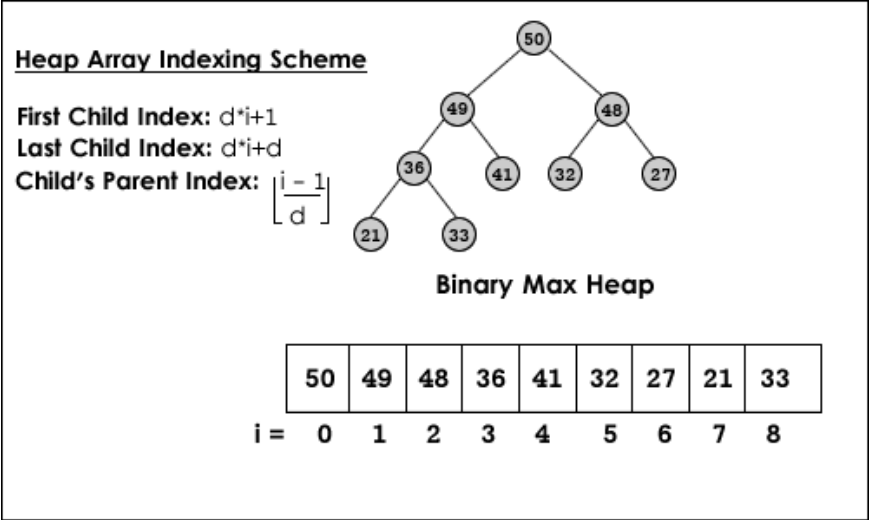 Heap Array Indexing Scheme
First Child Index: d*i+1
Last Child Index: d*i+d
Child's Parent Index: ⌊(i - 1)/d⌋
50
49 48
36 41 32 27
21 33
Binary Max Heap
50 49 48 36 41 32 27 21 33
i = 0 1 2 3 4 5 6 7 8